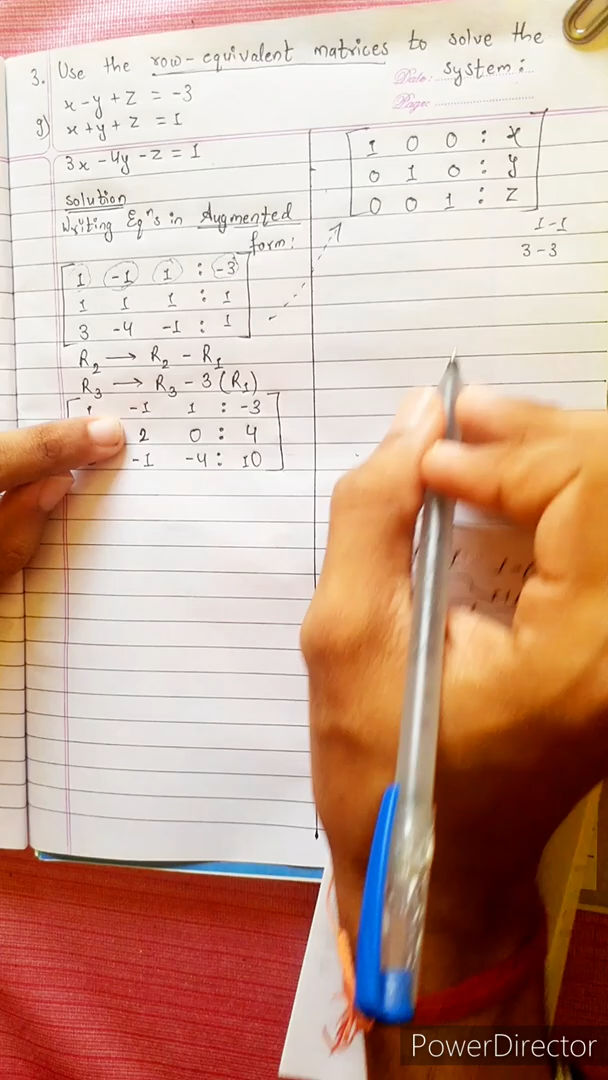 3. Use the row-equivalent matrices to solve the
system:
Date:
Page:
g) x-y+z = -3
x+y+z = 1
3x-4y-z = 1
solution
Writing Eqⁿs in Augmented
form:
1 -1 1 : -3
1 1 1 : 1
3 -4 -1 : 1
R₂ → R₂ - R₁
R₃ → R₃ - 3(R₁)
1 -1 1 : -3
2 0 : 4
-1 -4 : 10
1 0 0 : x
0 1 0 : y
0 0 1 : z
1-1
3-3
PowerDirector